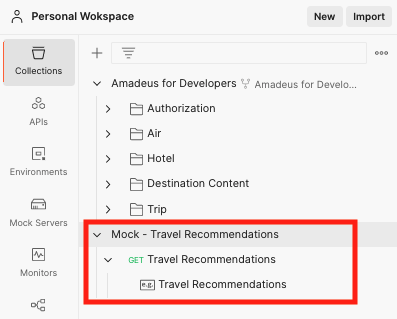 Personal Wokspace
New
Import
Collections
APIs
Environments
Mock Servers
Monitors
Amadeus for Developers
Amadeus for Develo...
Authorization
Air
Hotel
Destination Content
Trip
Mock - Travel Recommendations
GET Travel Recommendations
e.g. Travel Recommendations